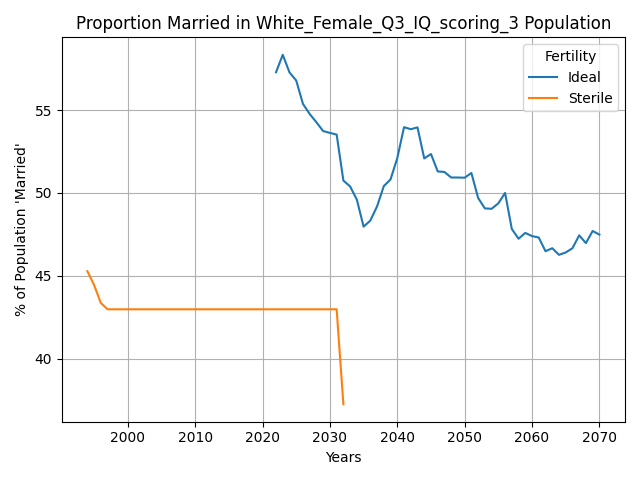 Proportion Married in White_Female_Q3_IQ_scoring_3 Population
Fertility
Ideal
Sterile
% of Population 'Married'
55
50
45
40
2000 2010 2020 2030 2040 2050 2060 2070
Years